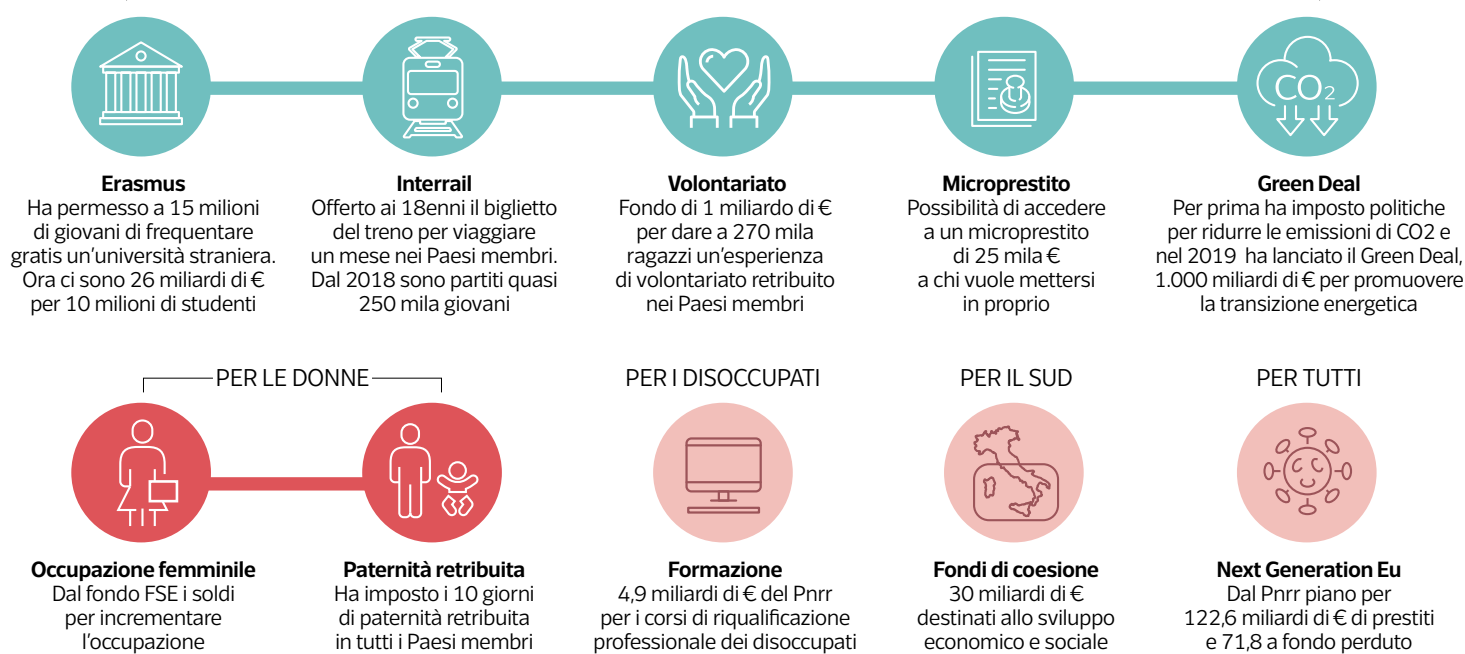 CO2
Erasmus
Ha permesso a 15 milioni
di giovani di frequentare
gratis un'università straniera.
Ora ci sono 26 miliardi di €
per 10 milioni di studenti
Interrail
Offerto ai 18enni il biglietto
del treno per viaggiare
un mese nei Paesi membri.
Dal 2018 sono partiti quasi
250 mila giovani
Volontariato
Fondo di 1 miliardo di €
per dare a 270 mila
ragazzi un'esperienza
di volontariato retribuito
nei Paesi membri
Microprestito
Possibilità di accedere
a un microprestito
di 25 mila €
a chi vuole mettersi
in proprio
Green Deal
Per prima ha imposto politiche
per ridurre le emissioni di CO2 e
nel 2019 ha lanciato il Green Deal,
1.000 miliardi di € per promuovere
la transizione energetica
PER LE DONNE
Occupazione femminile
Dal fondo FSE i soldi
per incrementare
l'occupazione
Paternità retribuita
Ha imposto i 10 giorni
di paternità retribuita
in tutti i Paesi membri
PER I DISOCCUPATI
Formazione
4,9 miliardi di € del Pnrr
per i corsi di riqualificazione
professionale dei disoccupati
PER IL SUD
Fondi di coesione
30 miliardi di €
destinati allo sviluppo
economico e sociale
PER TUTTI
Next Generation Eu
Dal Pnrr piano per
122,6 miliardi di € di prestiti
e 71,8 a fondo perduto